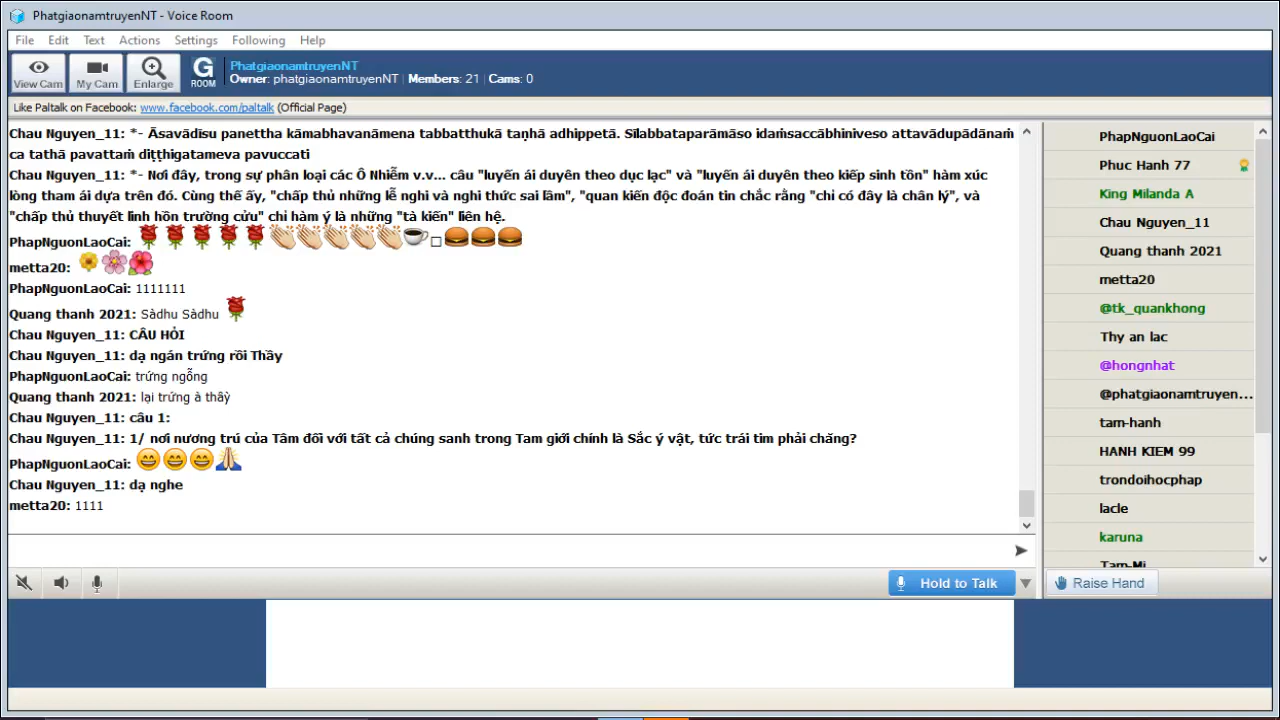 PhatgiaonamtruyenNT - Voice Room
File Edit Text Actions Settings Following Help
View Cam My Cam Enlarge G ROOM
PhatgiaonamtruyenNT
Owner: phatgiaonamtruyenNT | Members: 21 | Cams: 0
Like Paltalk on Facebook: www.facebook.com/paltalk (Official Page)
Chau Nguyen_11: *- Āsavādīsu panettha kāmabhavanāmena tabbatthukā taṇhā adhippetā. Sīlabbataparāmāso idaṁsaccābhiniveso attavādupādānaṁ
ca tathā pavattaṁ diṭṭhigatameva pavuccati
Chau Nguyen_11: *- Nơi đây, trong sự phân loại các Ô Nhiễm v.v... câu "luyến ái duyên theo dục lạc" và "luyến ái duyên theo kiếp sinh tồn" hàm xúc
lòng tham ái dựa trên đó. Cùng thế ấy, "chấp thủ những lễ nghi và nghi thức sai lầm", "quan kiến độc đoán tin chắc rằng "chỉ có đây là chân lý", và
"chấp thủ thuyết linh hồn trường cửu" chỉ hàm ý là những "tà kiến" liên hệ.
PhapNguonLaoCai:
metta20:
PhapNguonLaoCai: 1111111
Quang thanh 2021: Sàdhu Sàdhu
Chau Nguyen_11: CÂU HỎI
Chau Nguyen_11: dạ ngán trứng rồi Thầy
PhapNguonLaoCai: trứng ngỗng
Quang thanh 2021: lại trứng à thầy
Chau Nguyen_11: câu 1:
Chau Nguyen_11: 1/ nơi nương trú của Tâm đối với tất cả chúng sanh trong Tam giới chính là Sắc ý vật, tức trái tim phải chăng?
PhapNguonLaoCai:
Chau Nguyen_11: dạ nghe
metta20: 1111
Hold to Talk
PhapNguonLaoCai
Phuc Hanh 77
King Milanda A
Chau Nguyen_11
Quang thanh 2021
metta20
@tk_quankhong
Thy an lac
@hongnhat
@phatgiaonamtruyen...
tam-hanh
HANH KIEM 99
trondoihocphap
lacle
karuna
Tam-Mi
Raise Hand